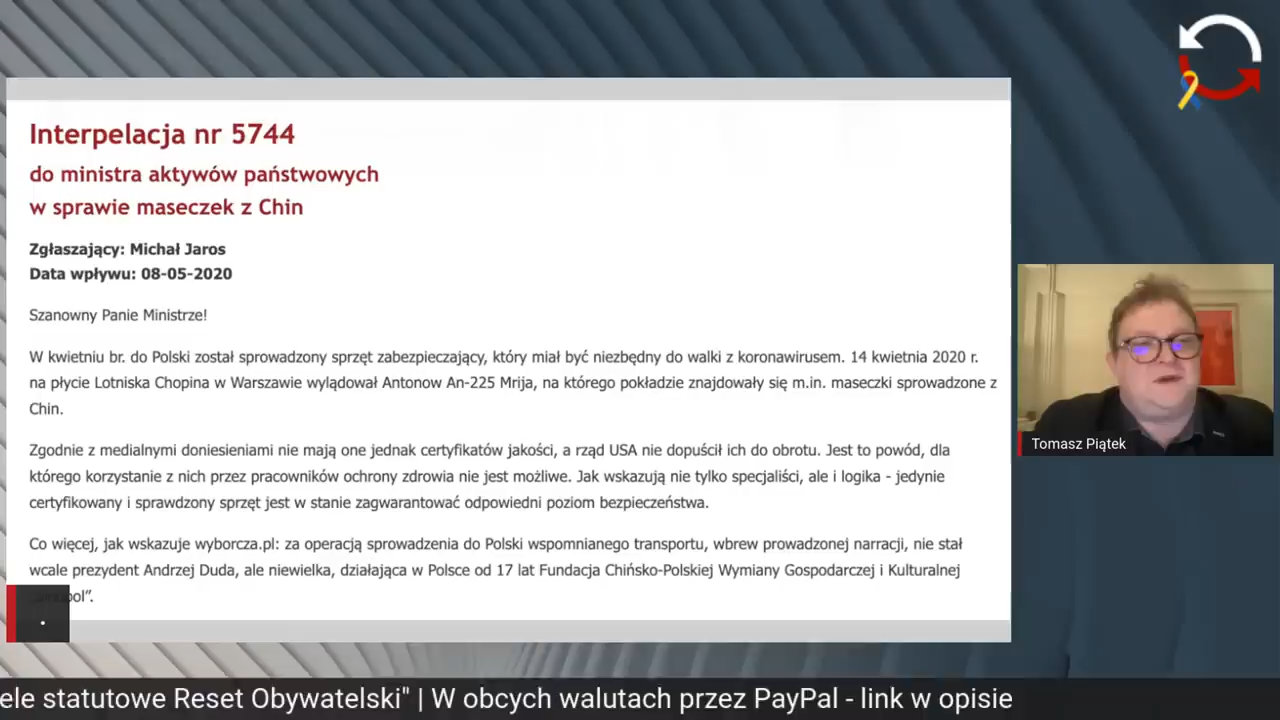 Interpelacja nr 5744
do ministra aktywów państwowych
w sprawie maseczek z Chin
Zgłaszający: Michał Jaros
Data wpływu: 08-05-2020
Szanowny Panie Ministrze!
W kwietniu br. do Polski został sprowadzony sprzęt zabezpieczający, który miał być niezbędny do walki z koronawirusem. 14 kwietnia 2020 r.
na płycie Lotniska Chopina w Warszawie wylądował Antonow An-225 Mrija, na którego pokładzie znajdowały się m.in. maseczki sprowadzone z
Chin.
Zgodnie z medialnymi doniesieniami nie mają one jednak certyfikatów jakości, a rząd USA nie dopuścił ich do obrotu. Jest to powód, dla
którego korzystanie z nich przez pracowników ochrony zdrowia nie jest możliwe. Jak wskazują nie tylko specjaliści, ale i logika - jedynie
certyfikowany i sprawdzony sprzęt jest w stanie zagwarantować odpowiedni poziom bezpieczeństwa.
Co więcej, jak wskazuje wyborcza.pl: za operacją sprowadzenia do Polski wspomnianego transportu, wbrew prowadzonej narracji, nie stał
wcale prezydent Andrzej Duda, ale niewielka, działająca w Polsce od 17 lat Fundacja Chińsko-Polskiej Wymiany Gospodarczej i Kulturalnej
Tomasz Piątek
ele statutowe Reset Obywatelski" | W obcych walutach przez PayPal - link w opisie